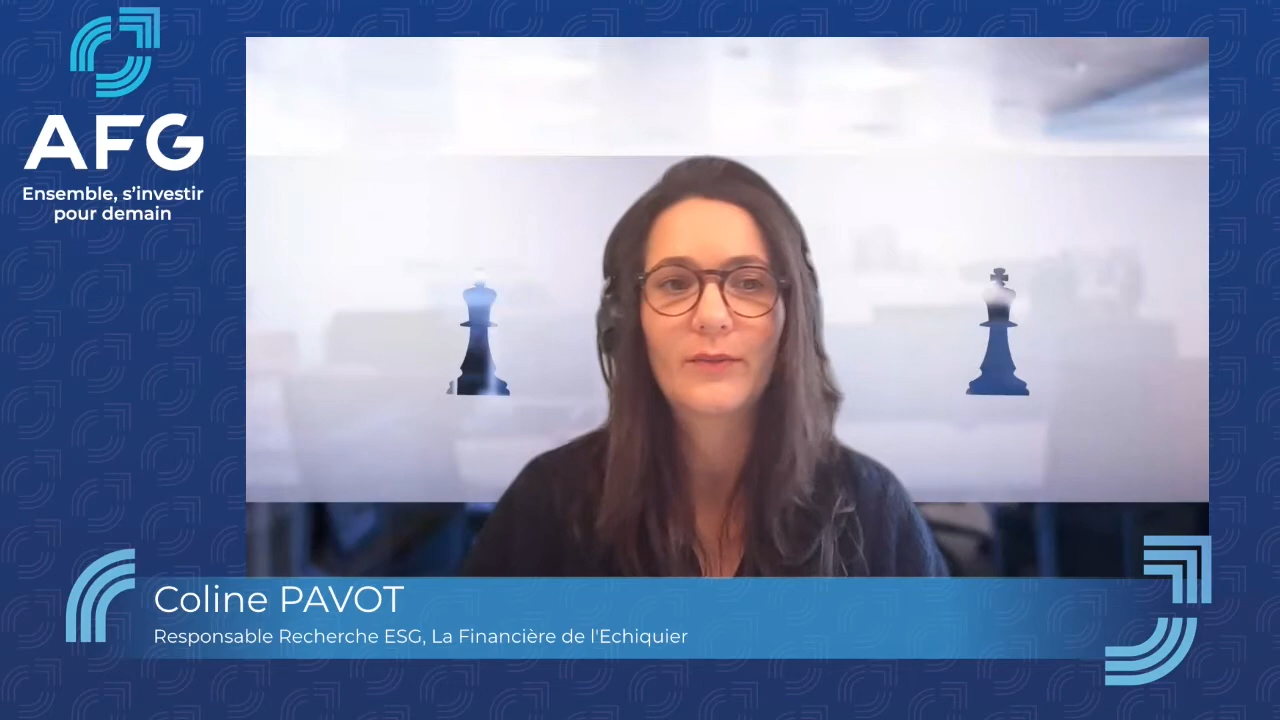 AFG
Ensemble, s'investir
pour demain
Coline PAVOT
Responsable Recherche ESG, La Financière de l'Echiquier